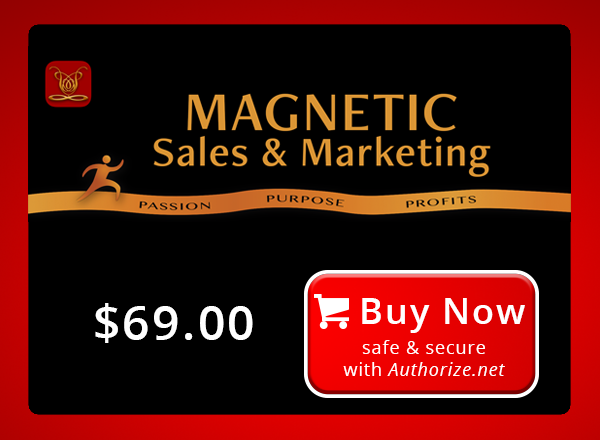 MAGNETIC
Sales & Marketing
PASSION PURPOSE PROFITS
$69.00
Buy Now
safe & secure
with Authorize.net